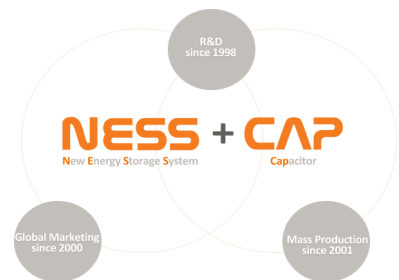 R&D
since 1998
NESS + CAP
New Energy Storage System
Capacitor
Global Marketing
since 2000
Mass Production
since 2001